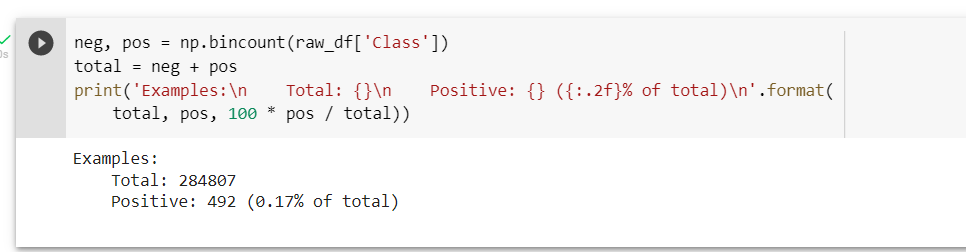 neg, pos = np.bincount(raw_df['Class'])
total = neg + pos
print('Examples:\n    Total: {}\n    Positive: {} ({:.2f}% of total)\n'.format(
    total, pos, 100 * pos / total))
0s
Examples:
    Total: 284807
    Positive: 492 (0.17% of total)